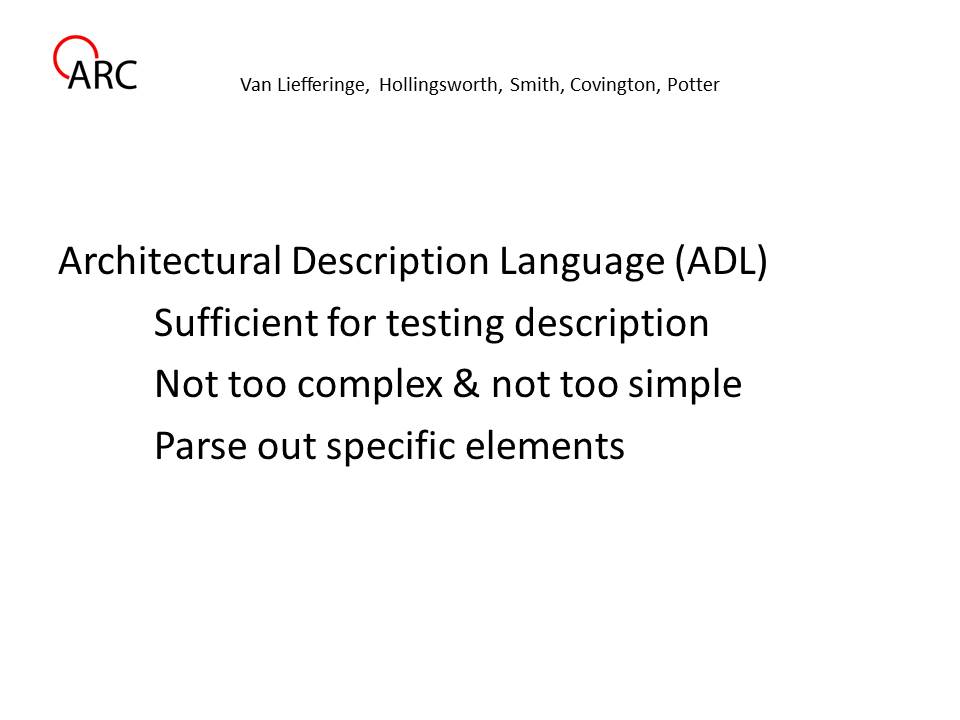 ARC
Van Liefferinge, Hollingsworth, Smith, Covington, Potter
Architectural Description Language (ADL)
Sufficient for testing description
Not too complex & not too simple
Parse out specific elements